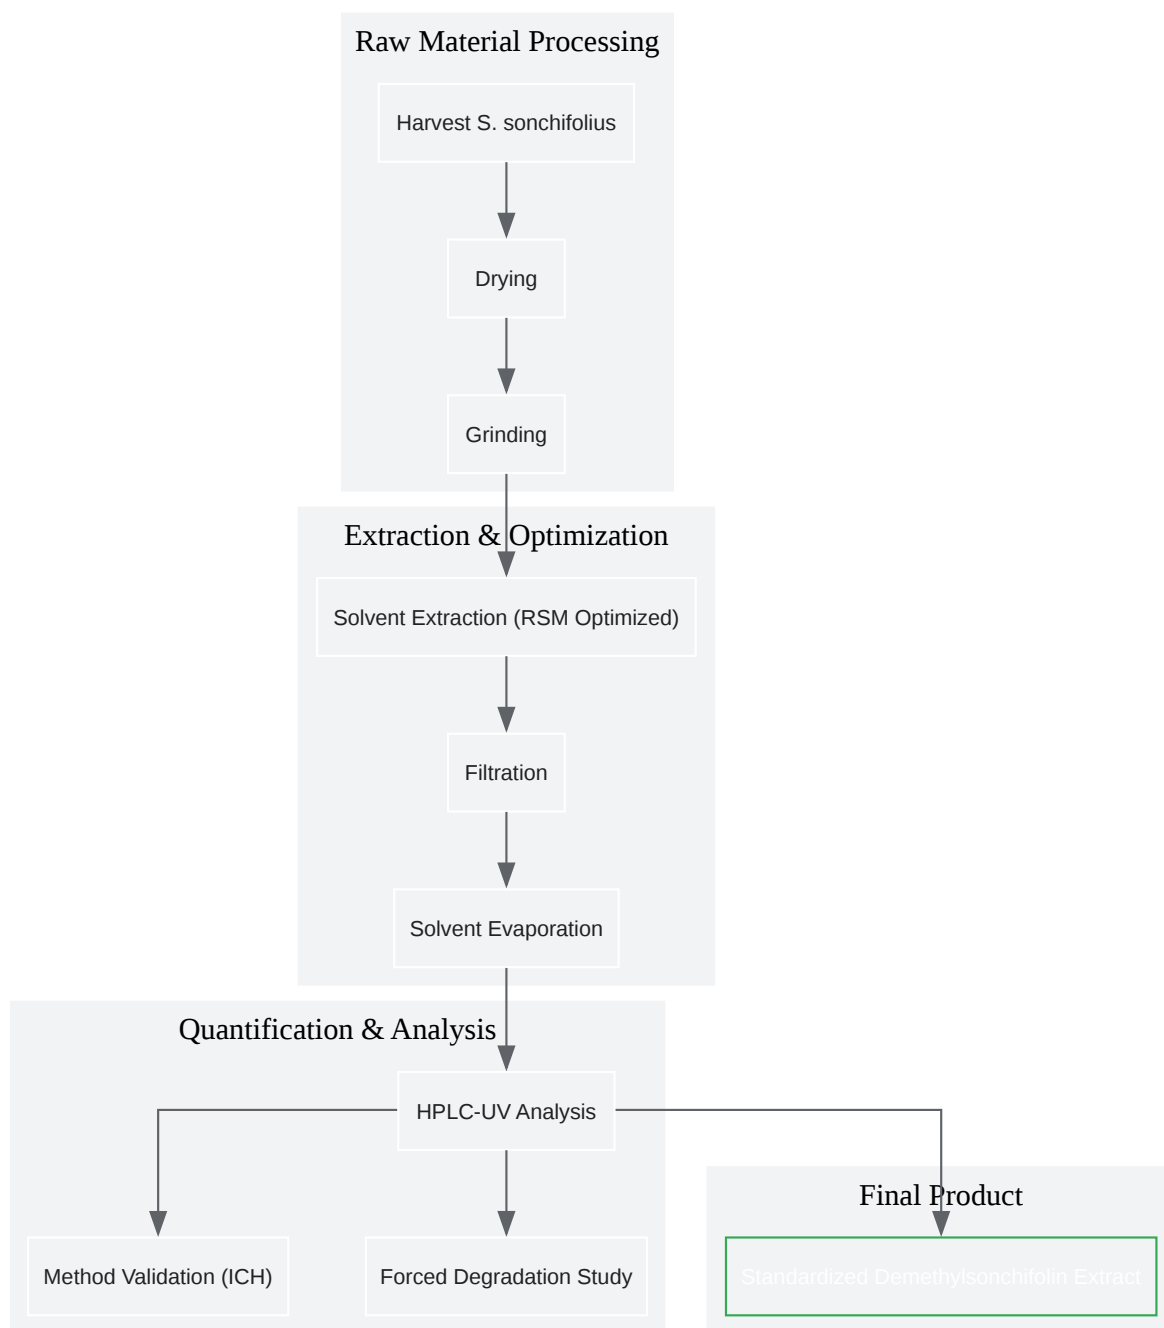 Raw Material Processing
Harvest S. sonchifolius
Drying
Grinding
Extraction & Optimization
Solvent Extraction (RSM Optimized)
Filtration
Solvent Evaporation
Quantification & Analysis
HPLC-UV Analysis
Method Validation (ICH)
Forced Degradation Study
Final Product
Standardized Demethylsonchifolin Extract